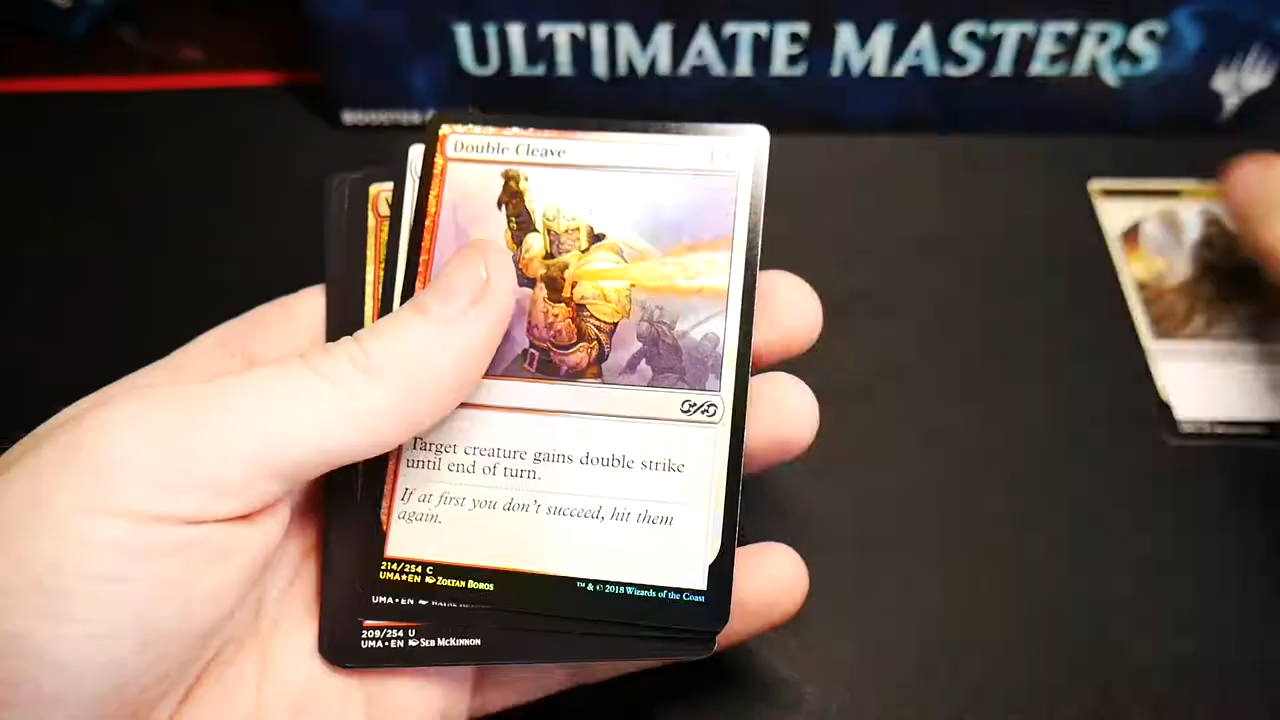 ULTIMATE MASTERS
BOOSTER
Double Cleave
Target creature gains double strike
until end of turn.
If at first you don't succeed, hit them
again.
214/254 C
UMA★EN Zoltan Boros
™ & © 2018 Wizards of the Coast
UMA • EN
209/254 U
UMA • EN Seb McKinnon